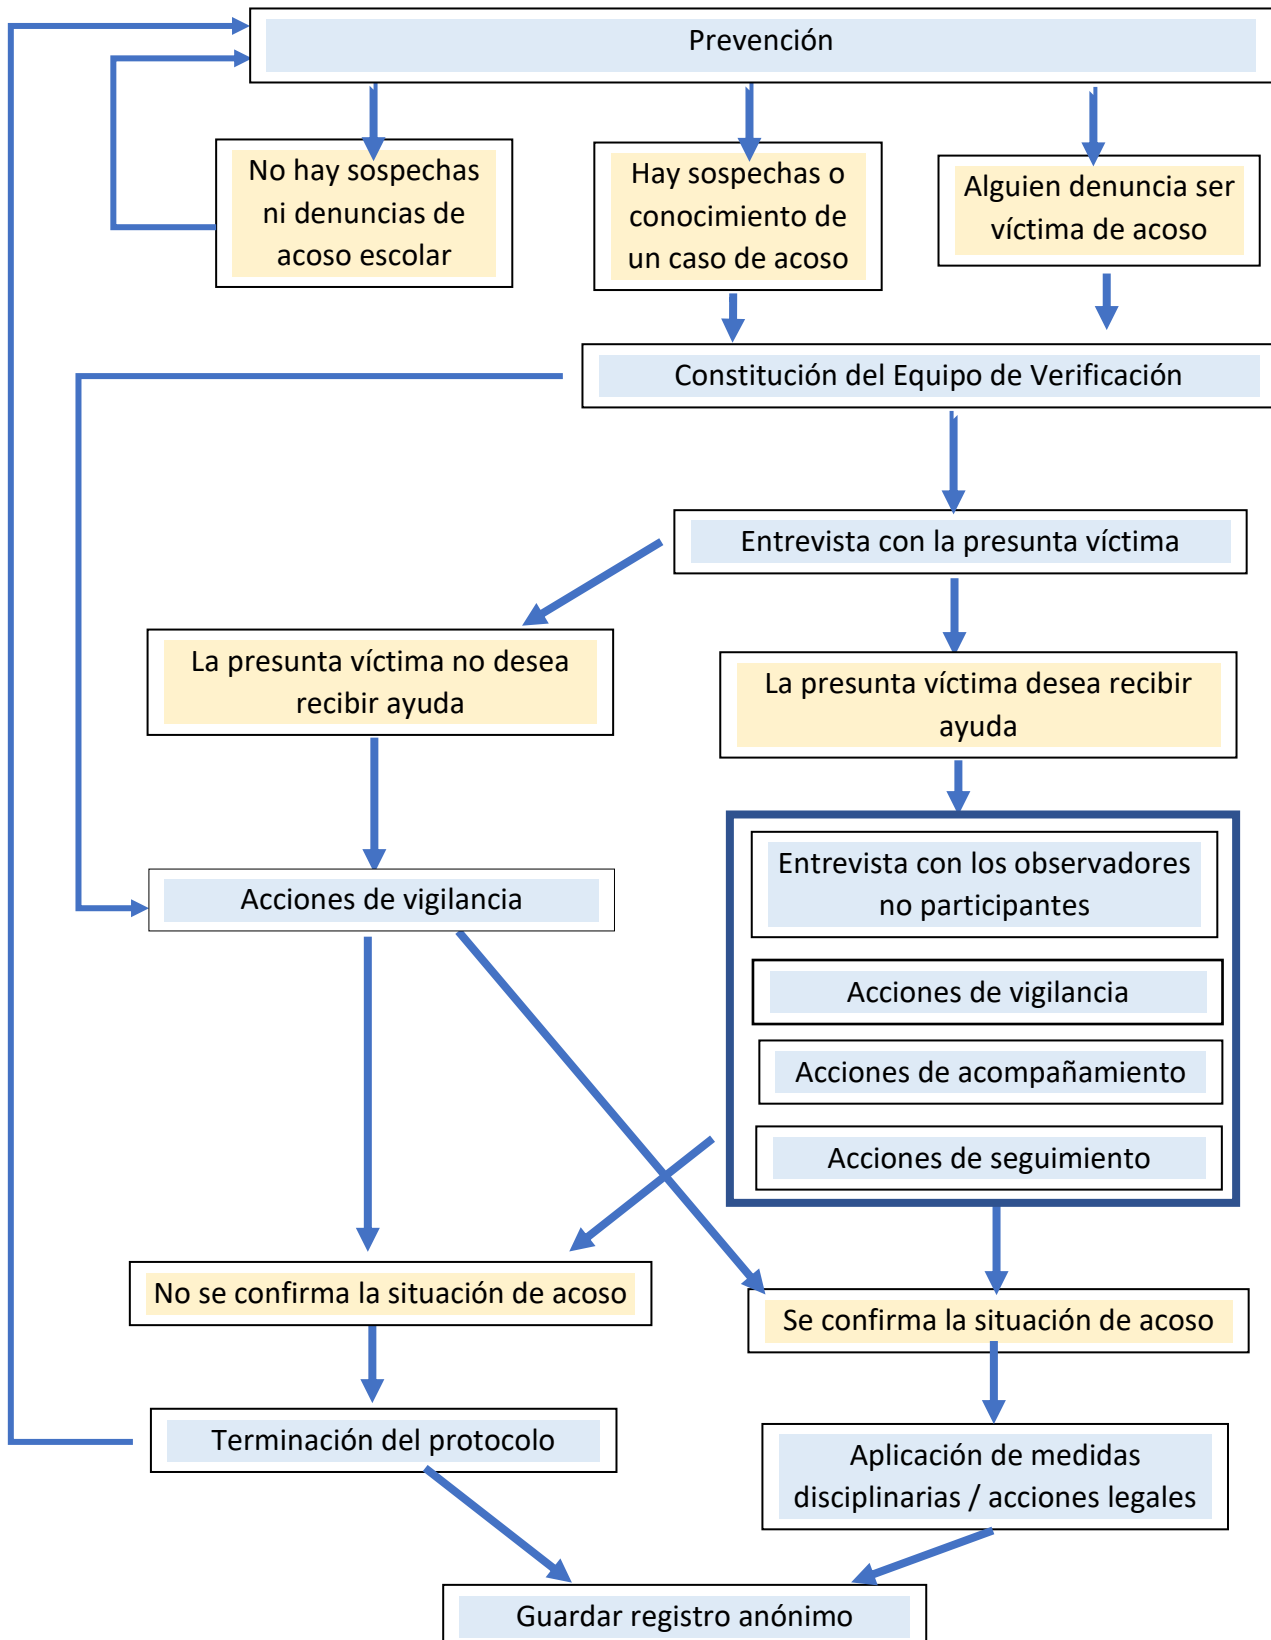 Prevención
No hay sospechas
ni denuncias de
acoso escolar
Hay sospechas o
conocimiento de
un caso de acoso
Alguien denuncia ser
víctima de acoso
Constitución del Equipo de Verificación
Entrevista con la presunta víctima
La presunta víctima no desea
recibir ayuda
La presunta víctima desea recibir
ayuda
Entrevista con los observadores
no participantes
Acciones de vigilancia
Acciones de vigilancia
Acciones de acompañamiento
Acciones de seguimiento
No se confirma la situación de acoso
Se confirma la situación de acoso
Terminación del protocolo
Aplicación de medidas
disciplinarias / acciones legales
Guardar registro anónimo